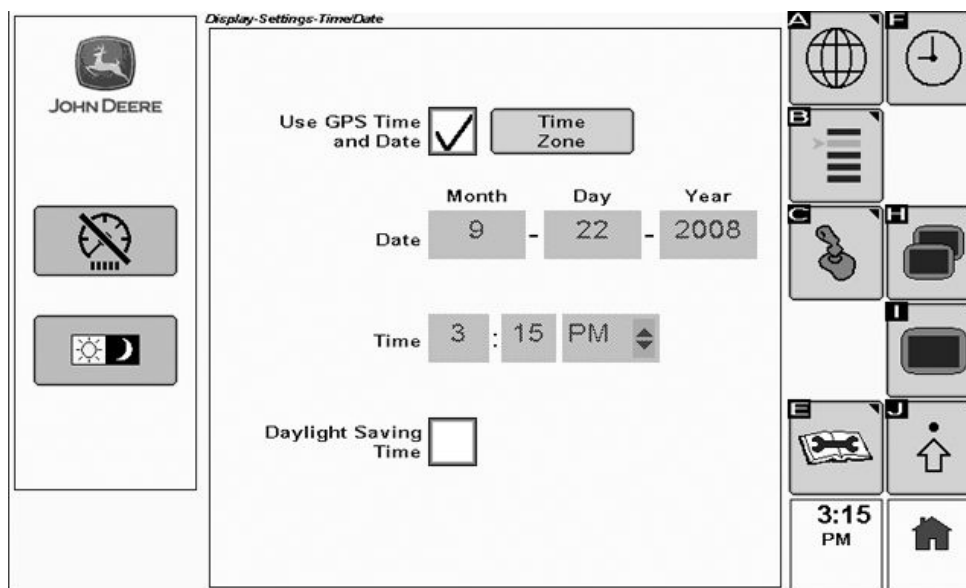 Display-Settings-Time/Date
JOHN DEERE
Use GPS Time
and Date
Time
Zone
Month Day Year
Date 9 - 22 - 2008
Time 3 : 15 PM
Daylight Saving
Time
A
F
B
C
H
I
E
J
3:15
PM